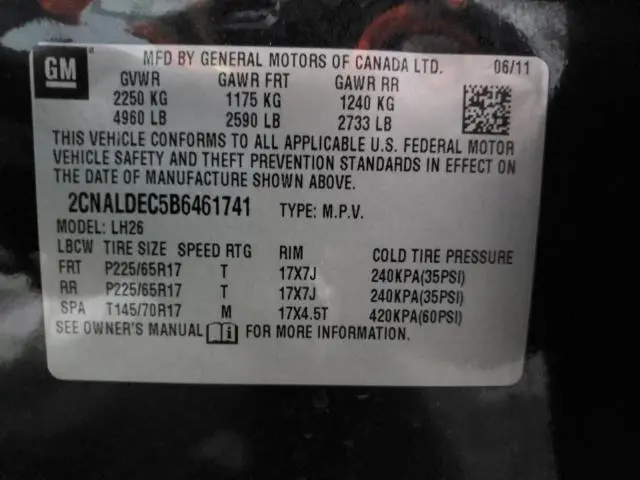 GM
MFD BY GENERAL MOTORS OF CANADA LTD. 06/11
GVWR GAWR FRT GAWR RR
2250 KG 1175 KG 1240 KG
4960 LB 2590 LB 2733 LB
THIS VEHICLE CONFORMS TO ALL APPLICABLE U.S. FEDERAL MOTOR
VEHICLE SAFETY AND THEFT PREVENTION STANDARDS IN EFFECT ON
THE DATE OF MANUFACTURE SHOWN ABOVE.
2CNALDEC5B6461741 TYPE: M.P.V.
MODEL: LH26
LBCW TIRE SIZE SPEED RTG RIM COLD TIRE PRESSURE
FRT P225/65R17 T 17X7J 240KPA(35PSI)
RR P225/65R17 T 17X7J 240KPA(35PSI)
SPA T145/70R17 M 17X4.5T 420KPA(60PSI)
SEE OWNER'S MANUAL FOR MORE INFORMATION.